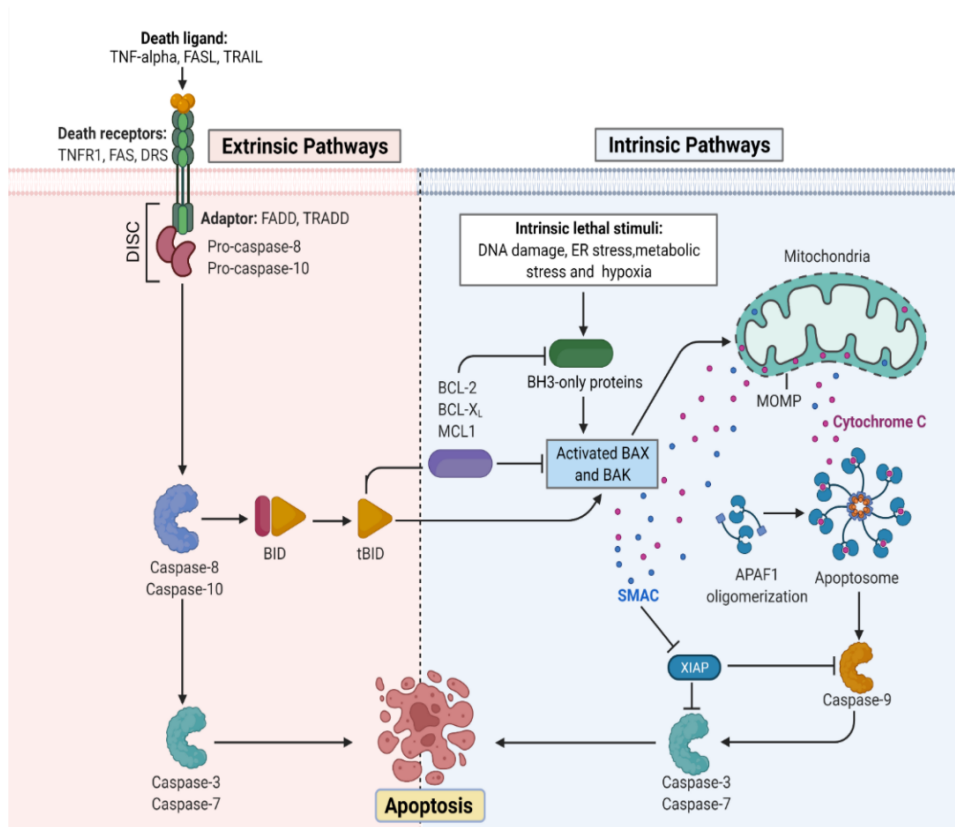 Death ligand:
TNF-alpha, FASL, TRAIL
Death receptors:
TNFR1, FAS, DRS
Extrinsic Pathways
Intrinsic Pathways
DISC
Adaptor: FADD, TRADD
Pro-caspase-8
Pro-caspase-10
Intrinsic lethal stimuli:
DNA damage, ER stress,metabolic
stress and hypoxia
Mitochondria
BH3-only proteins
BCL-2
BCL-XL
MCL1
MOMP
Cytochrome C
Activated BAX
and BAK
BID
tBID
Caspase-8
Caspase-10
APAF1
oligomerization
Apoptosome
SMAC
XIAP
Caspase-9
Caspase-3
Caspase-7
Apoptosis
Caspase-3
Caspase-7